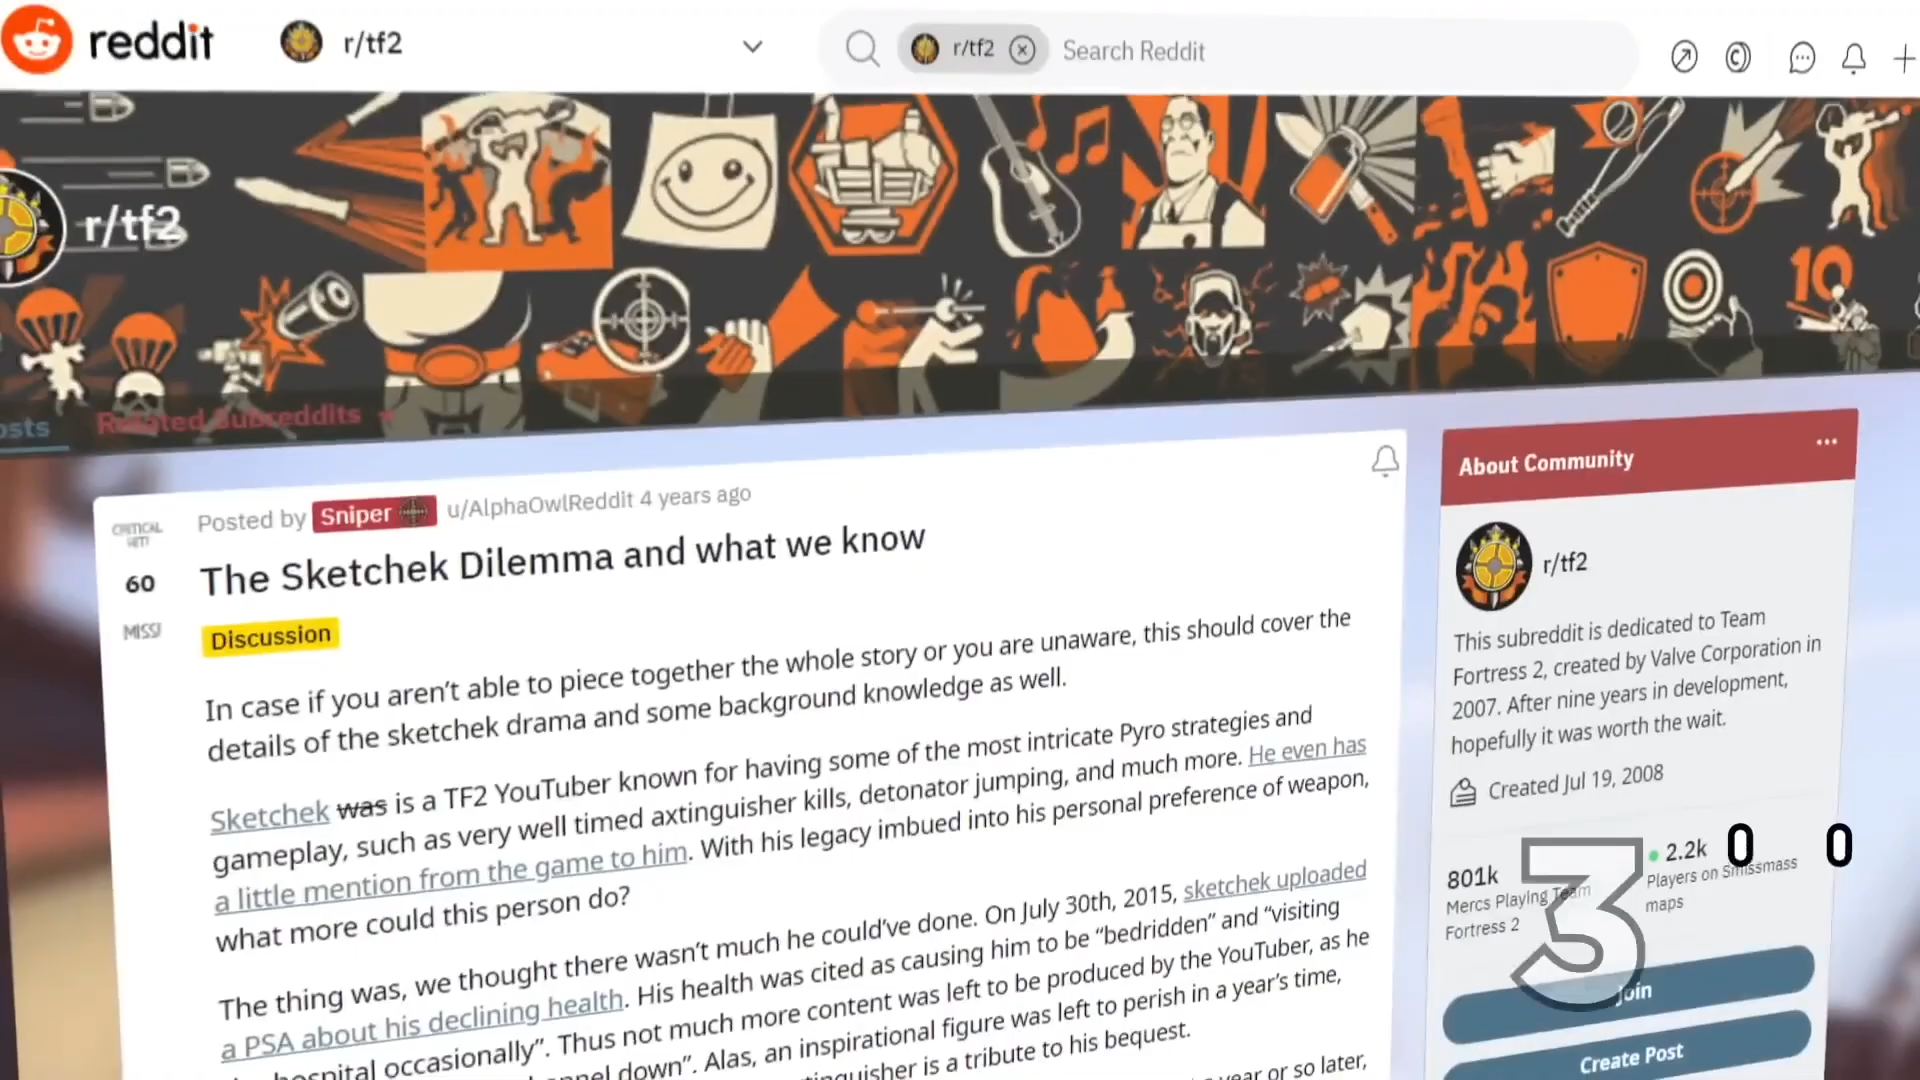 reddit
r/tf2
r/tf2
Search Reddit
r/tf2
10
Related Subreddits
CRITICAL HIT!
60
MISS!
Posted by Sniper u/AlphaOwlReddit 4 years ago
The Sketchek Dilemma and what we know
Discussion
In case if you aren't able to piece together the whole story or you are unaware, this should cover the
details of the sketchek drama and some background knowledge as well.
Sketchek was is a TF2 YouTuber known for having some of the most intricate Pyro strategies and
gameplay, such as very well timed axtinguisher kills, detonator jumping, and much more. He even has
a little mention from the game to him. With his legacy imbued into his personal preference of weapon,
what more could this person do?
The thing was, we thought there wasn't much he could've done. On July 30th, 2015, sketchek uploaded
a PSA about his declining health. His health was cited as causing him to be "bedridden" and "visiting
hospital occasionally". Thus not much more content was left to be produced by the YouTuber, as he
down". Alas, an inspirational figure was left to perish in a year's time,
is a tribute to his bequest.
year or so later,
About Community
r/tf2
This subreddit is dedicated to Team
Fortress 2, created by Valve Corporation in
2007. After nine years in development,
hopefully it was worth the wait.
Created Jul 19, 2008
801k
Mercs Playing Team
Fortress 2
2.2k
Players on Smissmass
maps
3
0 0
Join
Create Post